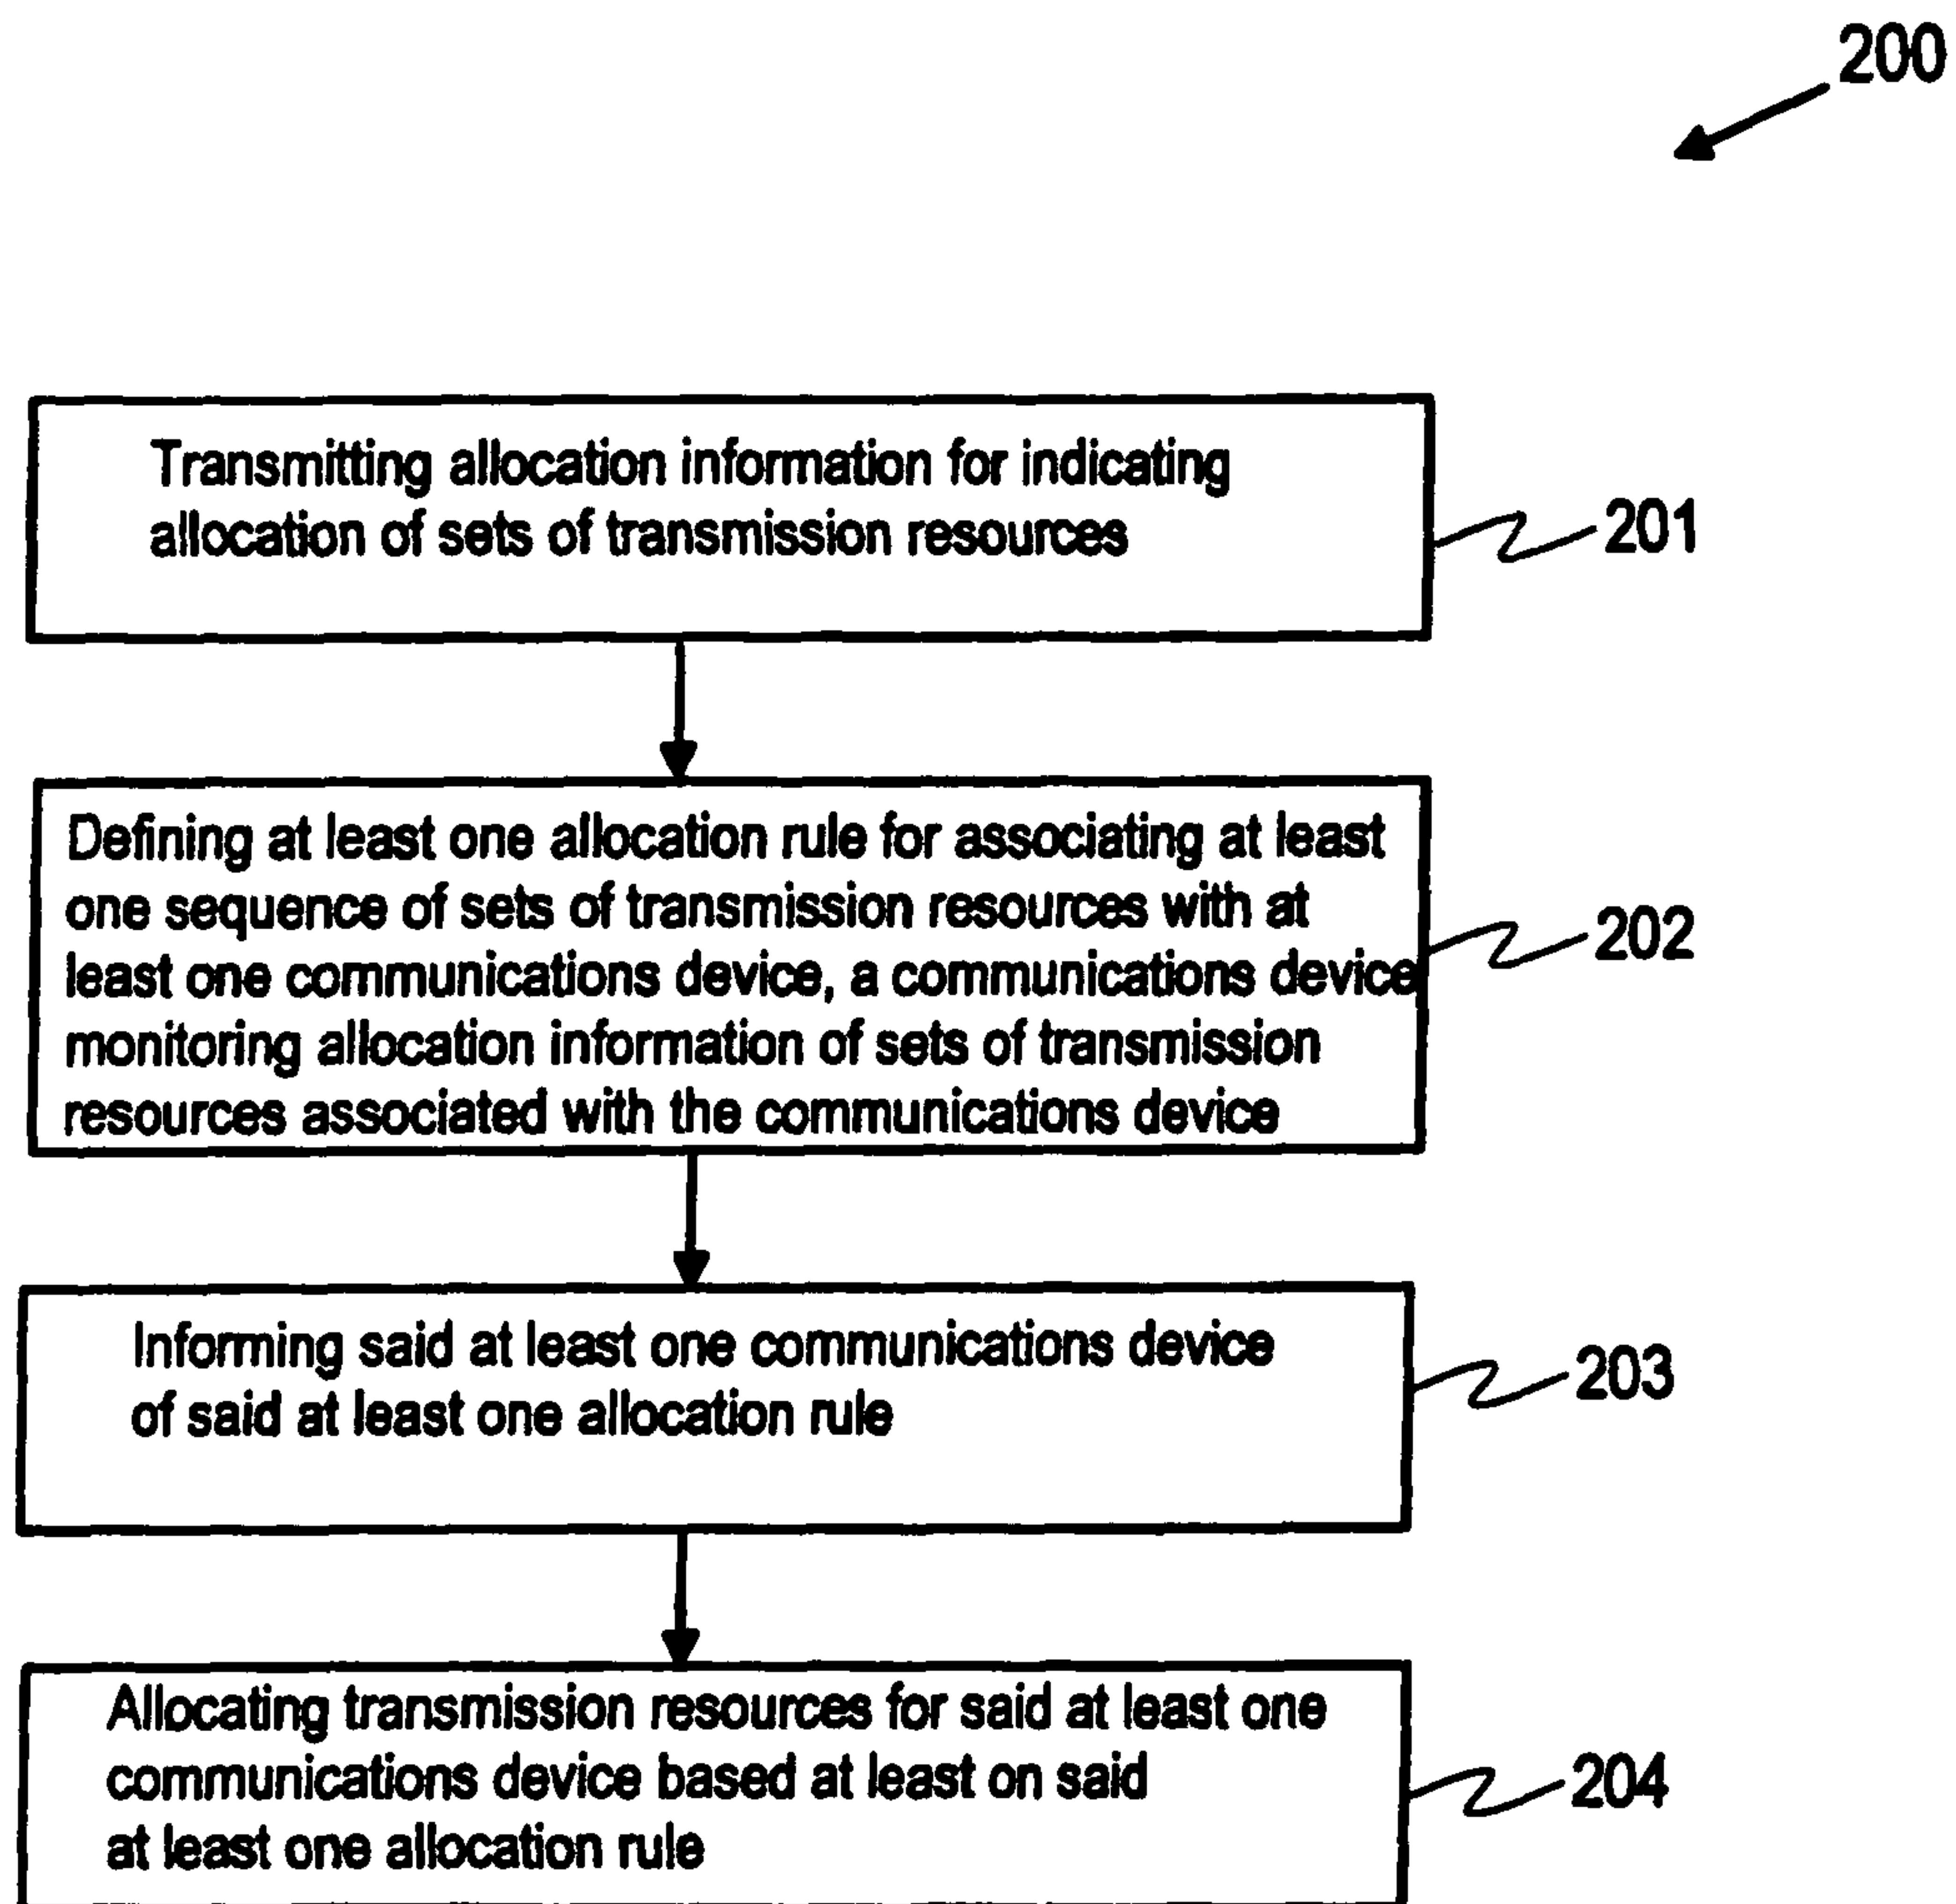 200
Transmitting allocation information for indicating
allocation of sets of transmission resources
201
Defining at least one allocation rule for associating at least
one sequence of sets of transmission resources with at
least one communications device, a communications device
monitoring allocation information of sets of transmission
resources associated with the communications device
202
Informing said at least one communications device
of said at least one allocation rule
203
Allocating transmission resources for said at least one
communications device based at least on said
at least one allocation rule
204